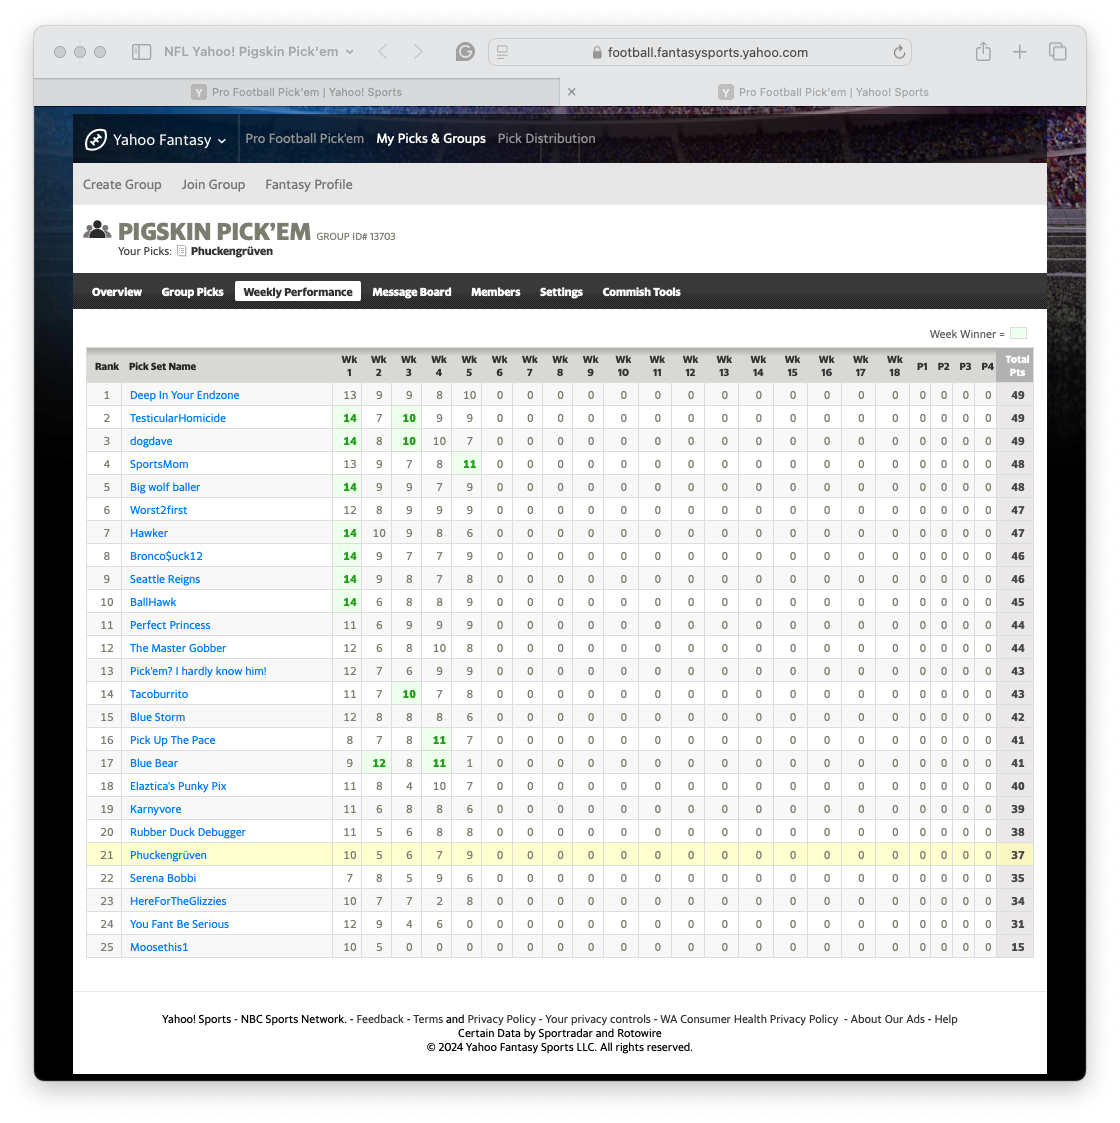 NFL Yahoo! Pigskin Pick'em
football.fantasysports.yahoo.com
Y Pro Football Pick'em | Yahoo! Sports
Y Pro Football Pick'em | Yahoo! Sports
Yahoo Fantasy Pro Football Pick'em My Picks & Groups Pick Distribution
Create Group Join Group Fantasy Profile
PIGSKIN PICK'EM GROUP ID# 13703
Your Picks: Phuckengrüven
Overview Group Picks Weekly Performance Message Board Members Settings Commish Tools
Week Winner =
Rank Pick Set Name Wk 1 Wk 2 Wk 3 Wk 4 Wk 5 Wk 6 Wk 7 Wk 8 Wk 9 Wk 10 Wk 11 Wk 12 Wk 13 Wk 14 Wk 15 Wk 16 Wk 17 Wk 18 P1 P2 P3 P4 Total Pts
1 Deep In Your Endzone 13 9 9 8 10 0 0 0 0 0 0 0 0 0 0 0 0 0 0 0 0 0 49
2 TesticularHomicide 14 7 10 9 9 0 0 0 0 0 0 0 0 0 0 0 0 0 0 0 0 0 49
3 dogdave 14 8 10 10 7 0 0 0 0 0 0 0 0 0 0 0 0 0 0 0 0 0 49
4 SportsMom 13 9 7 8 11 0 0 0 0 0 0 0 0 0 0 0 0 0 0 0 0 0 48
5 Big wolf baller 14 9 9 7 9 0 0 0 0 0 0 0 0 0 0 0 0 0 0 0 0 0 48
6 Worst2first 12 8 9 9 9 0 0 0 0 0 0 0 0 0 0 0 0 0 0 0 0 0 47
7 Hawker 14 10 9 8 6 0 0 0 0 0 0 0 0 0 0 0 0 0 0 0 0 0 47
8 Bronco$uck12 14 9 7 7 9 0 0 0 0 0 0 0 0 0 0 0 0 0 0 0 0 0 46
9 Seattle Reigns 14 9 8 7 8 0 0 0 0 0 0 0 0 0 0 0 0 0 0 0 0 0 46
10 BallHawk 14 6 8 8 9 0 0 0 0 0 0 0 0 0 0 0 0 0 0 0 0 0 45
11 Perfect Princess 11 6 9 9 9 0 0 0 0 0 0 0 0 0 0 0 0 0 0 0 0 0 44
12 The Master Gobber 12 6 8 10 8 0 0 0 0 0 0 0 0 0 0 0 0 0 0 0 0 0 44
13 Pick'em? I hardly know him! 12 7 6 9 9 0 0 0 0 0 0 0 0 0 0 0 0 0 0 0 0 0 43
14 Tacoburrito 11 7 10 7 8 0 0 0 0 0 0 0 0 0 0 0 0 0 0 0 0 0 43
15 Blue Storm 12 8 8 8 6 0 0 0 0 0 0 0 0 0 0 0 0 0 0 0 0 0 42
16 Pick Up The Pace 8 7 8 11 7 0 0 0 0 0 0 0 0 0 0 0 0 0 0 0 0 0 41
17 Blue Bear 9 12 8 11 1 0 0 0 0 0 0 0 0 0 0 0 0 0 0 0 0 0 41
18 Elaztica's Punky Pix 11 8 4 10 7 0 0 0 0 0 0 0 0 0 0 0 0 0 0 0 0 0 40
19 Karnyvore 11 6 8 8 6 0 0 0 0 0 0 0 0 0 0 0 0 0 0 0 0 0 39
20 Rubber Duck Debugger 11 5 6 8 8 0 0 0 0 0 0 0 0 0 0 0 0 0 0 0 0 0 38
21 Phuckengrüven 10 5 6 7 9 0 0 0 0 0 0 0 0 0 0 0 0 0 0 0 0 0 37
22 Serena Bobbi 7 8 5 9 6 0 0 0 0 0 0 0 0 0 0 0 0 0 0 0 0 0 35
23 HereForTheGlizzies 10 7 7 2 8 0 0 0 0 0 0 0 0 0 0 0 0 0 0 0 0 0 34
24 You Fant Be Serious 12 9 4 6 0 0 0 0 0 0 0 0 0 0 0 0 0 0 0 0 0 0 31
25 Moosethis1 10 5 0 0 0 0 0 0 0 0 0 0 0 0 0 0 0 0 0 0 0 0 15
Yahoo! Sports - NBC Sports Network. - Feedback - Terms and Privacy Policy - Your privacy controls - WA Consumer Health Privacy Policy - About Our Ads - Help
Certain Data by Sportradar and Rotowire
© 2024 Yahoo Fantasy Sports LLC. All rights reserved.